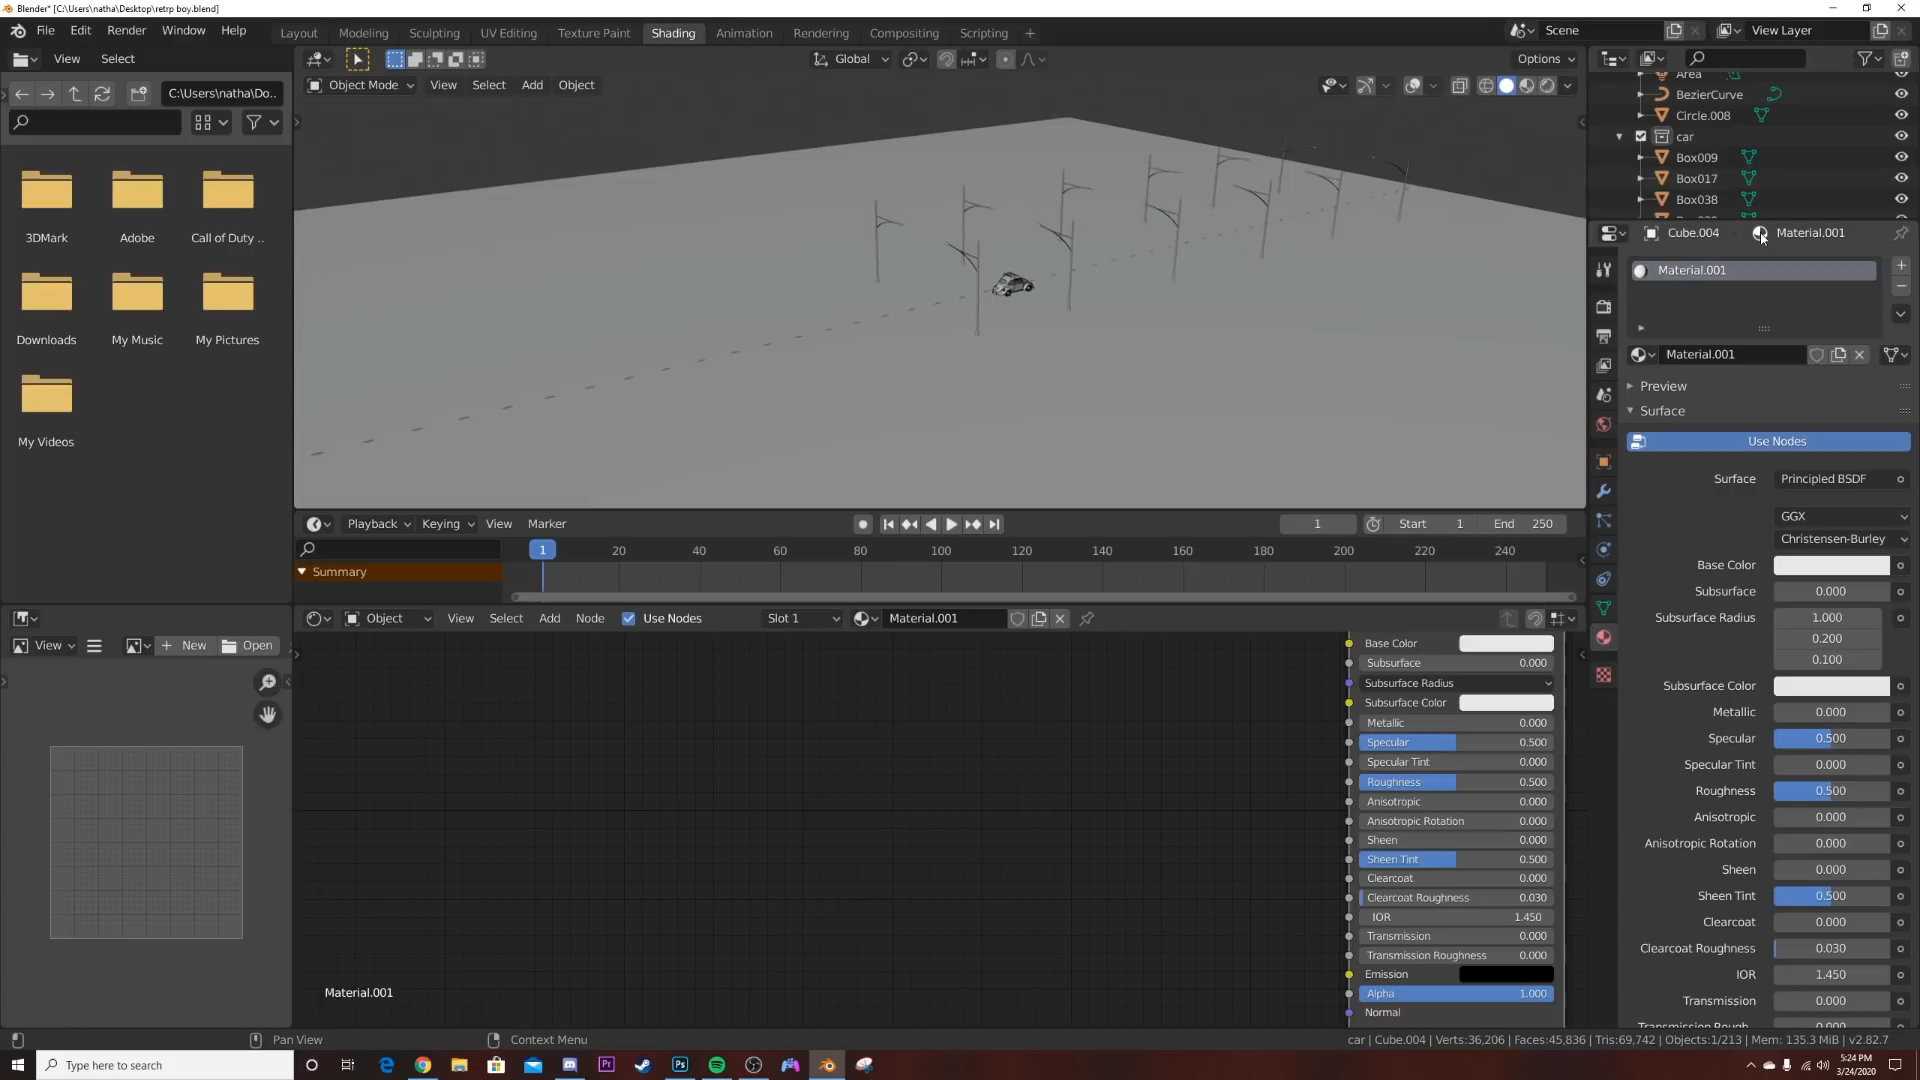 Blender* [C:\Users\natha\Desktop\retrp boy.blend]
File Edit Render Window Help
Layout Modeling Sculpting UV Editing Texture Paint Shading Animation Rendering Compositing Scripting +
Scene
View Layer
View Select
Global
Options
C:\Users\natha\Do..
Object Mode View Select Add Object
3DMark Adobe Call of Duty ..
Downloads My Music My Pictures
My Videos
Area
BezierCurve
Circle.008
car
Box009
Box017
Box038
Cube.004 Material.001
Material.001
Material.001
Preview
Surface
Use Nodes
Surface Principled BSDF
GGX
Christensen-Burley
Base Color
Subsurface 0.000
Subsurface Radius 1.000
0.200
0.100
Subsurface Color
Metallic 0.000
Specular 0.500
Specular Tint 0.000
Roughness 0.500
Anisotropic 0.000
Anisotropic Rotation 0.000
Sheen 0.000
Sheen Tint 0.500
Clearcoat 0.000
Clearcoat Roughness 0.030
IOR 1.450
Transmission 0.000
Playback Keying View Marker
1 Start 1 End 250
1 20 40 60 80 100 120 140 160 180 200 220 240
Summary
Object View Select Add Node Use Nodes Slot 1 Material.001
View New Open
Base Color
Subsurface 0.000
Subsurface Radius
Subsurface Color
Metallic 0.000
Specular 0.500
Specular Tint 0.000
Roughness 0.500
Anisotropic 0.000
Anisotropic Rotation 0.000
Sheen 0.000
Sheen Tint 0.500
Clearcoat 0.000
Clearcoat Roughness 0.030
IOR 1.450
Transmission 0.000
Transmission Roughness 0.000
Emission
Alpha 1.000
Normal
Material.001
Pan View Context Menu
car | Cube.004 | Verts:36,206 | Faces:45,836 | Tris:69,742 | Objects:1/213 | Mem: 135.3 MiB | v2.82.7
Type here to search
5:24 PM
3/24/2020